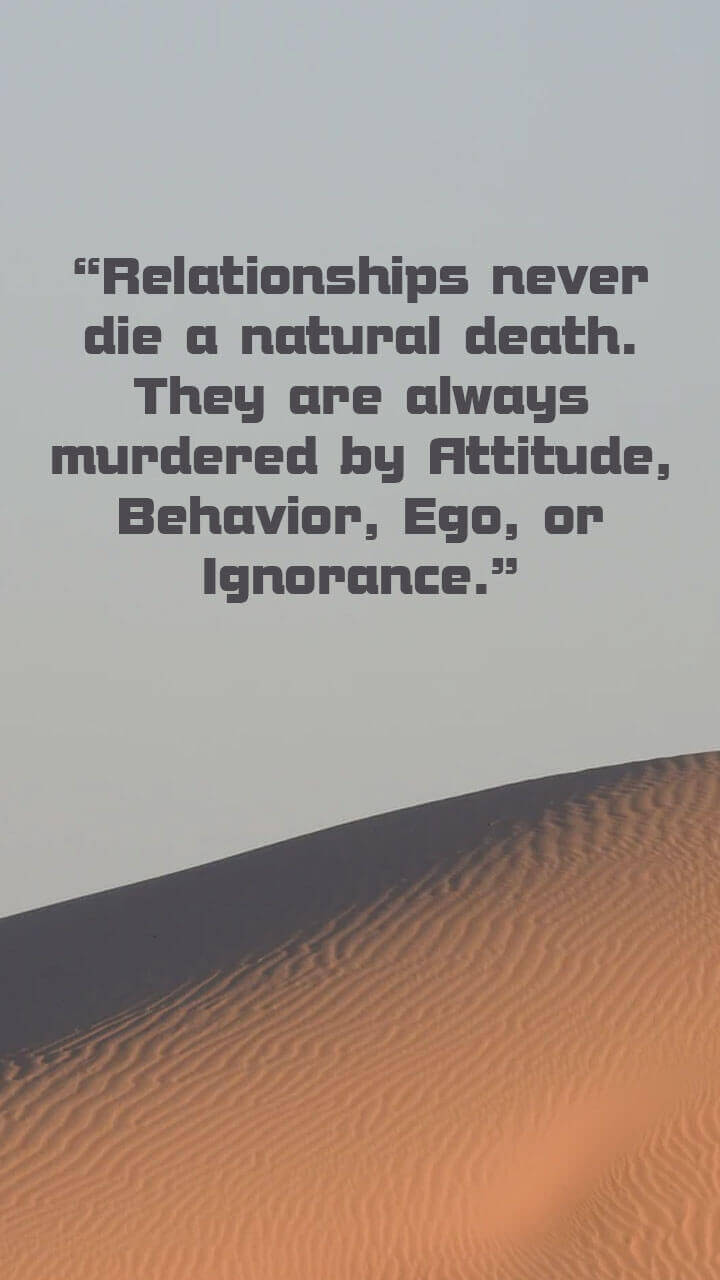 “Relationships never
die a natural death.
They are always
murdered by Attitude,
Behavior, Ego, or
Ignorance.”